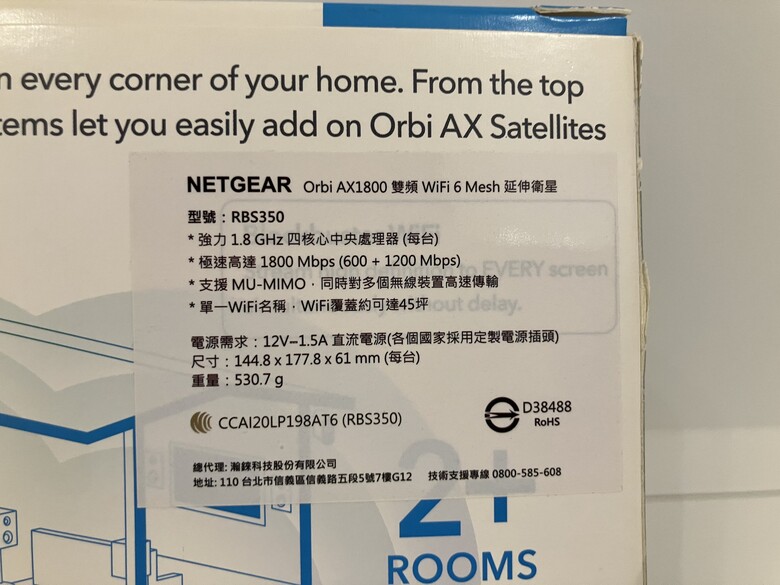 n every corner of your home. From the top
tems let you easily add on Orbi AX Satellites
NETGEAR Orbi AX1800 雙頻 WiFi 6 Mesh 延伸衛星
型號：RBS350
* 強力 1.8 GHz 四核心中央處理器 (每台)
* 極速高達 1800 Mbps (600 + 1200 Mbps)
* 支援 MU-MIMO，同時對多個無線裝置高速傳輸
* 單一WiFi名稱，WiFi覆蓋約可達45坪
to EVERY screen
out delay.
電源需求：12V–1.5A 直流電源(各個國家採用定製電源插頭)
尺寸：144.8 x 177.8 x 61 mm (每台)
重量：530.7 g
CCAI20LP198AT6 (RBS350)
D38488
RoHS
總代理: 瀚錸科技股份有限公司
地址: 110 台北市信義區信義路五段5號7樓G12 技術支援專線 0800-585-608
2+
ROOMS